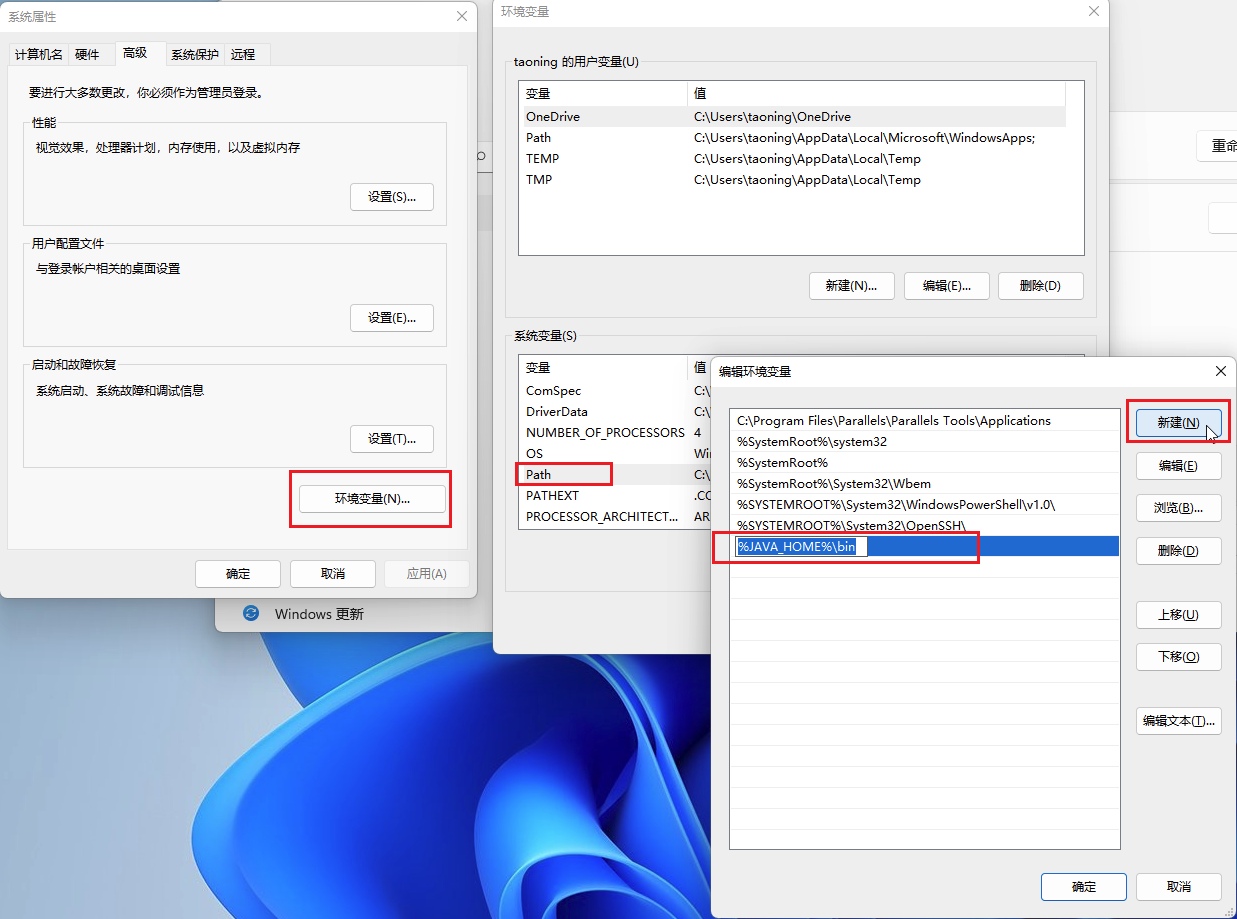 系统属性
计算机名
硬件
高级
系统保护
远程
要进行大多数更改，你必须作为管理员登录。
性能
视觉效果，处理器计划，内存使用，以及虚拟内存
设置(S)...
用户配置文件
与登录帐户相关的桌面设置
设置(E)...
启动和故障恢复
系统启动、系统故障和调试信息
设置(T)...
环境变量(N)...
确定
取消
应用(A)
Windows 更新
环境变量
taoning 的用户变量(U)
变量 值
OneDrive C:\Users\taoning\OneDrive
Path C:\Users\taoning\AppData\Local\Microsoft\WindowsApps;
TEMP C:\Users\taoning\AppData\Local\Temp
TMP C:\Users\taoning\AppData\Local\Temp
新建(N)...
编辑(E)...
删除(D)
系统变量(S)
变量 值
ComSpec C:\
DriverData C:\
NUMBER_OF_PROCESSORS 4
OS Wi
Path C:\
PATHEXT .CO
PROCESSOR_ARCHITECT... AR
重命
编辑环境变量
C:\Program Files\Parallels\Parallels Tools\Applications
%SystemRoot%\system32
%SystemRoot%
%SystemRoot%\System32\Wbem
%SYSTEMROOT%\System32\WindowsPowerShell\v1.0\
%SYSTEMROOT%\System32\OpenSSH\
%JAVA_HOME%\bin
新建(N)
编辑(E)
浏览(B)...
删除(D)
上移(U)
下移(O)
编辑文本(T)...
确定
取消